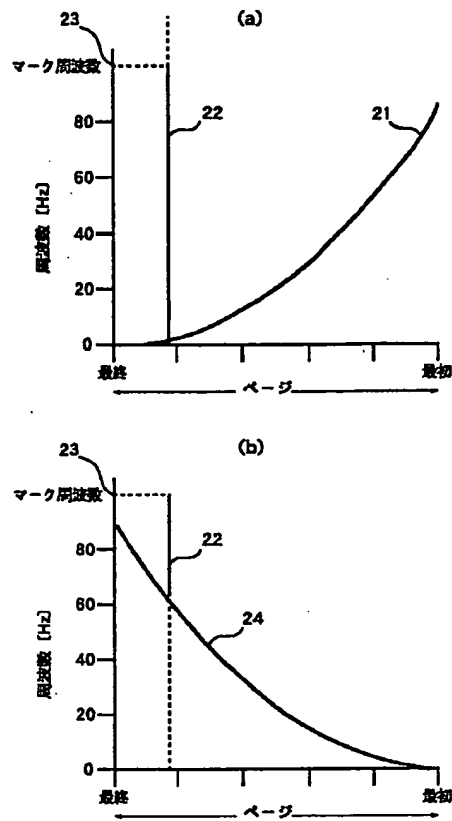 (a)
23
マーク周波数
22
21
80
60
40
20
0
周波数 [Hz]
最終
最初
ページ
(b)
23
マーク周波数
22
24
80
60
40
20
0
周波数 [Hz]
最終
最初
ページ